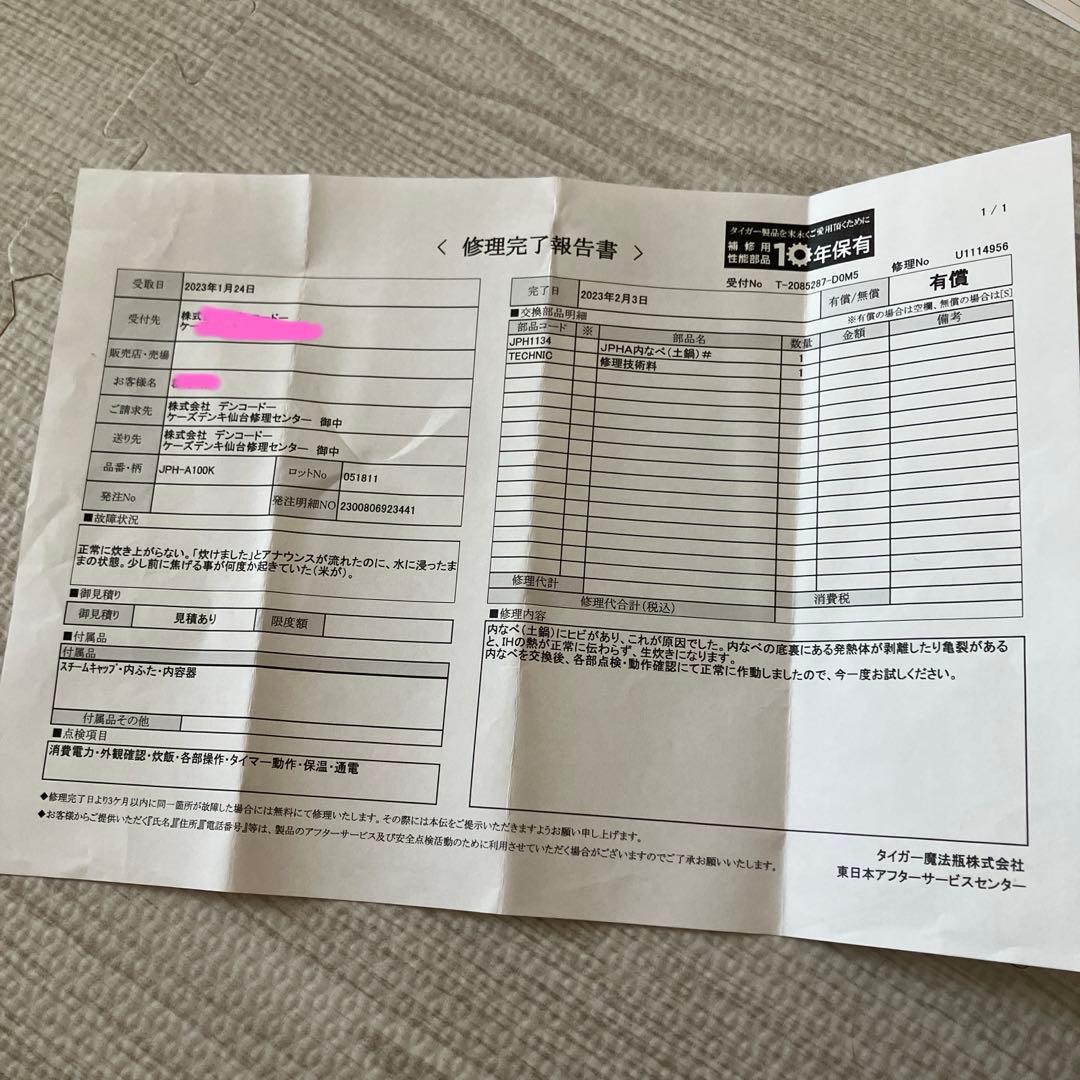 1 / 1
〈 修理完了報告書 〉
タイガー製品を末永くご愛用頂くために
補修用
性能部品
10年保有
修理No U1114956
受付No T-2085287-D0M5
有償/無償 有償
※有償の場合は空欄、無償の場合は[S]
受取日 2023年1月24日
受付先 株式 ードー
ケー
販売店・売場
お客様名
ご請求先 株式会社 デンコードー
ケーズデンキ仙台修理センター 御中
送り先 株式会社 デンコードー
ケーズデンキ仙台修理センター 御中
品番・柄 JPH-A100K ロットNo 051811
発注No 発注明細NO 2300806923441
■故障状況
正常に炊き上がらない。「炊けました」とアナウンスが流れたのに、水に浸ったま
まの状態。少し前に焦げる事が何度か起きていた(米が)。
■御見積り
御見積り 見積あり 限度額
■付属品
付属品
スチームキャップ・内ふた・内容器
付属品その他
■点検項目
消費電力・外観確認・炊飯・各部操作・タイマー動作・保温・通電
完了日 2023年2月3日
■交換部品明細
部品コード ※ 部品名 数量 金額 備考
JPH1134 JPHA内なべ(土鍋)# 1
TECHNIC 修理技術料 1
修理代計
修理代合計(税込) 消費税
■修理内容
内なべ(土鍋)にヒビがあり、これが原因でした。内なべの底裏にある発熱体が剥離したり亀裂がある
と、IHの熱が正常に伝わらず、生炊きになります。
内なべを交換後、各部点検・動作確認にて正常に作動しましたので、今一度お試しください。
◆修理完了日より3ケ月以内に同一箇所が故障した場合には無料にて修理いたします。その際には本伝をご提示いただきますようお願い申し上げます。
◆お客様からご提供いただく『氏名』『住所』『電話番号』等は、製品のアフターサービス及び安全点検活動のために利用させていただく場合がございますのでご了承お願いいたします。
タイガー魔法瓶株式会社
東日本アフターサービスセンター